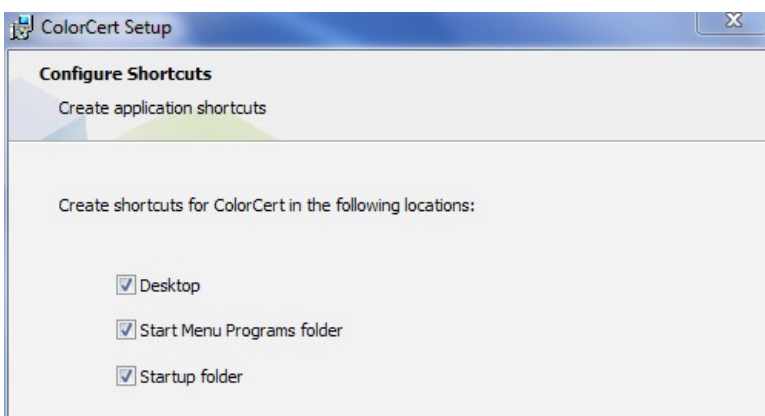 ColorCert Setup
Configure Shortcuts
Create application shortcuts
Create shortcuts for ColorCert in the following locations:
Desktop
Start Menu Programs folder
Startup folder